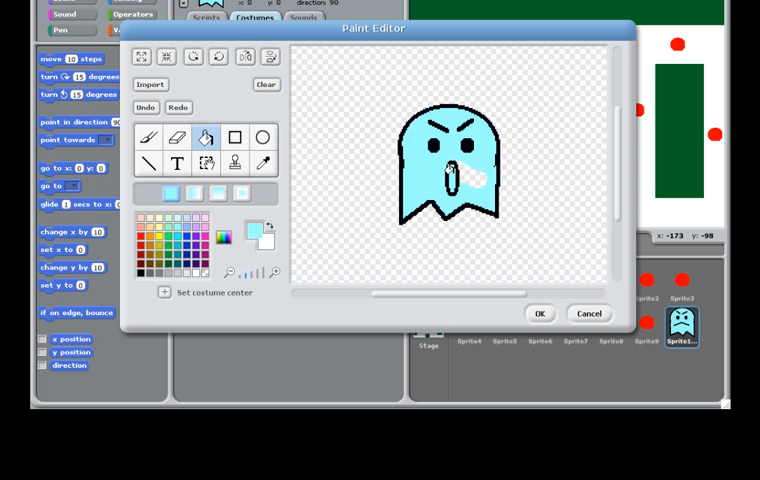 x: 0 y: 0 direction: 90
Sound
Operators
Pen
Scripts
Costumes
Sounds
Paint Editor
Import
Clear
Undo
Redo
T
Set costume center
OK
Cancel
move 10 steps
turn 15 degrees
turn 15 degrees
point in direction 90
point towards
go to x: 0 y: 0
go to
glide 1 secs to x: 0
change x by 10
set x to 0
change y by 10
set y to 0
if on edge, bounce
x position
y position
direction
x: -173 y: -98
Sprite2
Sprite3
Stage
Sprite4
Sprite5
Sprite6
Sprite7
Sprite8
Sprite9
Sprite1...